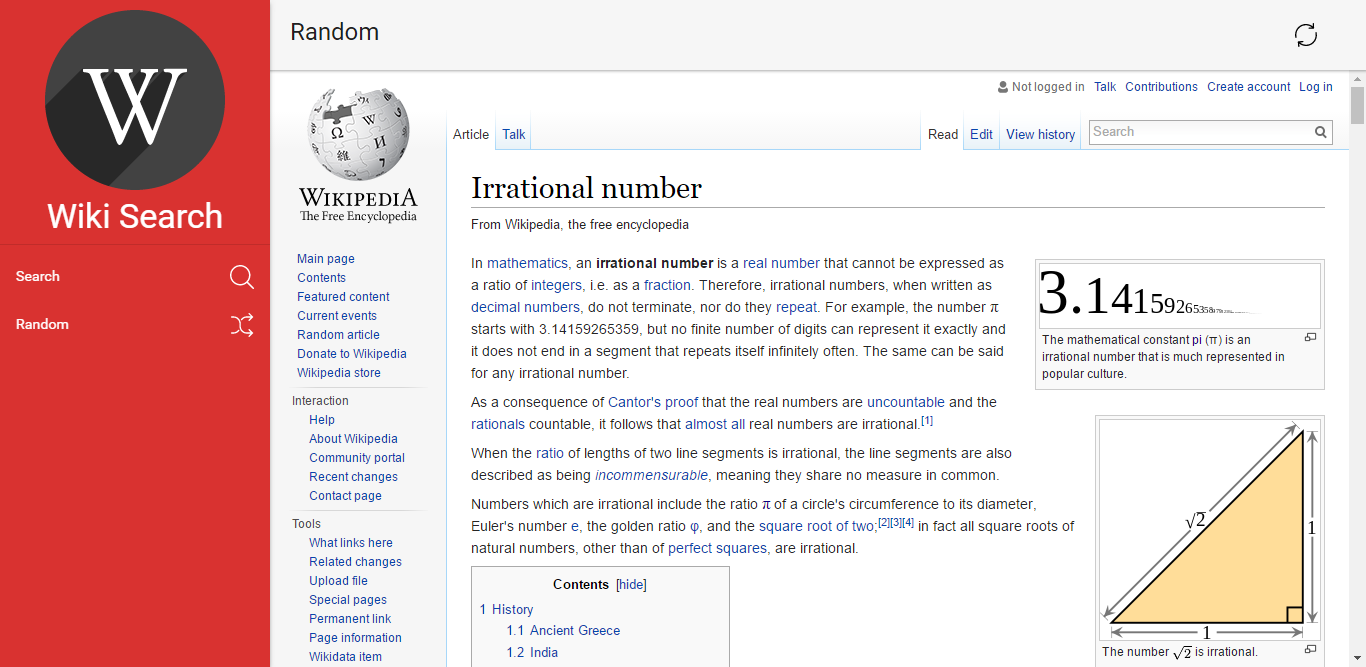 W
Wiki Search
Search
Random
Random
WIKIPEDIA
The Free Encyclopedia
Main page
Contents
Featured content
Current events
Random article
Donate to Wikipedia
Wikipedia store
Interaction
Help
About Wikipedia
Community portal
Recent changes
Contact page
Tools
What links here
Related changes
Upload file
Special pages
Permanent link
Page information
Wikidata item
Not logged in Talk Contributions Create account Log in
Article Talk Read Edit View history Search
Irrational number
From Wikipedia, the free encyclopedia
In mathematics, an irrational number is a real number that cannot be expressed as
a ratio of integers, i.e. as a fraction. Therefore, irrational numbers, when written as
decimal numbers, do not terminate, nor do they repeat. For example, the number π
starts with 3.14159265359, but no finite number of digits can represent it exactly and
it does not end in a segment that repeats itself infinitely often. The same can be said
for any irrational number.
As a consequence of Cantor's proof that the real numbers are uncountable and the
rationals countable, it follows that almost all real numbers are irrational.[1]
When the ratio of lengths of two line segments is irrational, the line segments are also
described as being incommensurable, meaning they share no measure in common.
Numbers which are irrational include the ratio π of a circle's circumference to its diameter,
Euler's number e, the golden ratio φ, and the square root of two;[2][3][4] in fact all square roots of
natural numbers, other than of perfect squares, are irrational.
Contents [hide]
1 History
1.1 Ancient Greece
1.2 India
3.14159265358
The mathematical constant pi (π) is an
irrational number that is much represented in
popular culture.
√2
1
1
The number √2 is irrational.